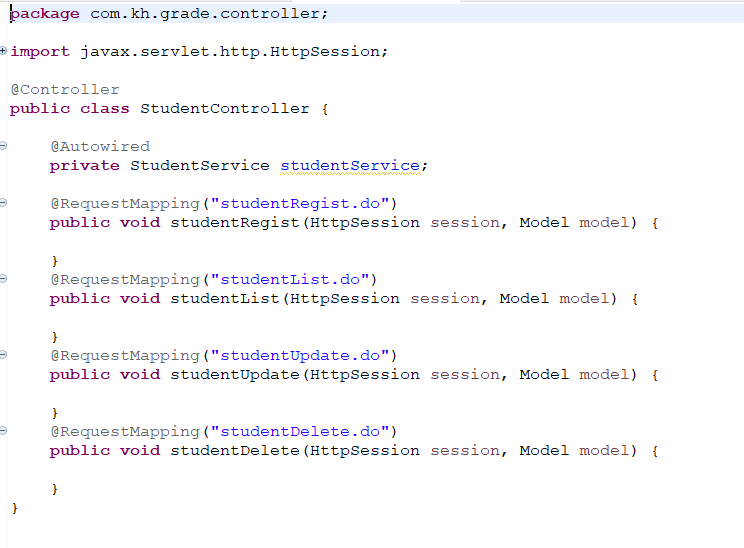 package com.kh.grade.controller;
import javax.servlet.http.HttpSession;
@Controller
public class StudentController {
@Autowired
private StudentService studentService;
@RequestMapping("studentRegist.do")
public void studentRegist(HttpSession session, Model model) {
}
@RequestMapping("studentList.do")
public void studentList(HttpSession session, Model model) {
}
@RequestMapping("studentUpdate.do")
public void studentUpdate(HttpSession session, Model model) {
}
@RequestMapping("studentDelete.do")
public void studentDelete(HttpSession session, Model model) {
}
}